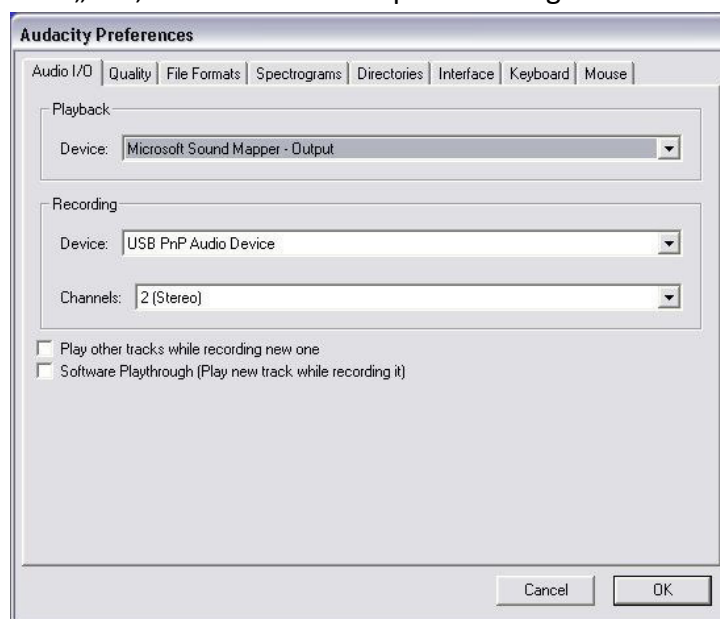 Audacity Preferences
Audio I/O Quality File Formats Spectrograms Directories Interface Keyboard Mouse
Playback
Device: Microsoft Sound Mapper - Output
Recording
Device: USB PnP Audio Device
Channels: 2 (Stereo)
Play other tracks while recording new one
Software Playthrough (Play new track while recording it)
Cancel OK